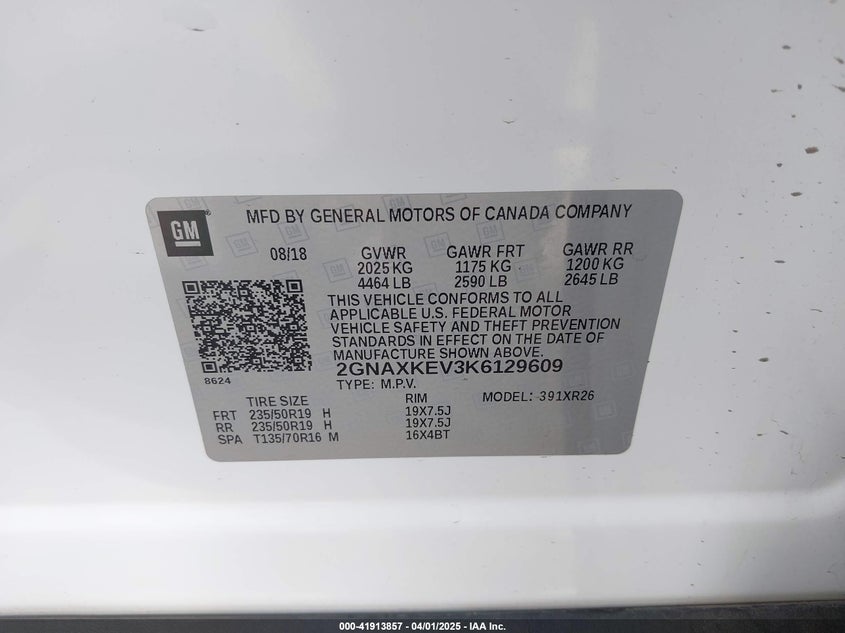 GM
MFD BY GENERAL MOTORS OF CANADA COMPANY
08/18 GVWR GAWR FRT GAWR RR
2025 KG 1175 KG 1200 KG
4464 LB 2590 LB 2645 LB
THIS VEHICLE CONFORMS TO ALL
APPLICABLE U.S. FEDERAL MOTOR
VEHICLE SAFETY AND THEFT PREVENTION
STANDARDS IN EFFECT ON THE DATE OF
MANUFACTURE SHOWN ABOVE.
8624
2GNAXKEV3K6129609
TYPE: M.P.V. MODEL: 391XR26
TIRE SIZE RIM
FRT 235/50R19 H 19X7.5J
RR 235/50R19 H 19X7.5J
SPA T135/70R16 M 16X4BT
000-41913857 - 04/01/2025 - IAA Inc.